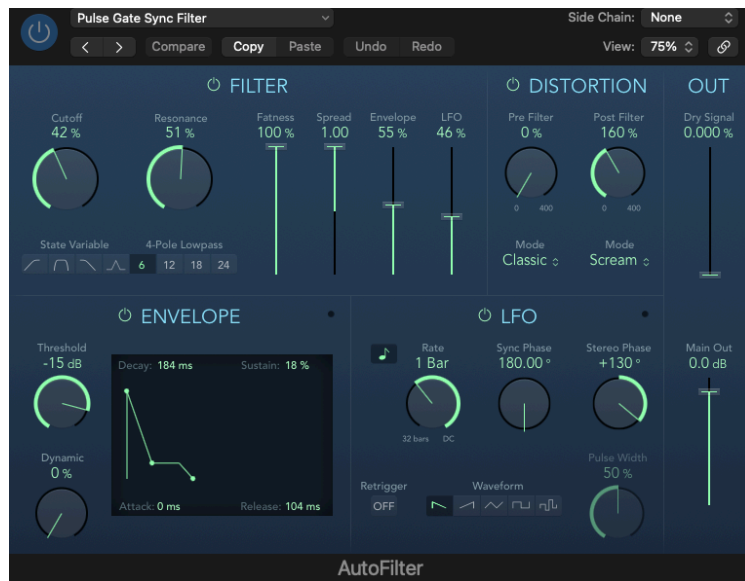 Pulse Gate Sync Filter
Side Chain: None
Compare Copy Paste Undo Redo
View: 75%
FILTER
Cutoff Resonance Fatness Spread Envelope LFO
42 % 51 % 100 % 1.00 55 % 46 %
State Variable 4-Pole Lowpass
6 12 18 24
DISTORTION
Pre Filter Post Filter
0 % 160 %
0 400 0 400
Mode Mode
Classic Scream
OUT
Dry Signal
0.000 %
ENVELOPE
Threshold
-15 dB
Dynamic
0 %
Decay: 184 ms Sustain: 18 %
Attack: 0 ms Release: 104 ms
LFO
Rate Sync Phase Stereo Phase
1 Bar 180.00 ° +130 °
32 bars DC
Retrigger Waveform
OFF
Pulse Width
50 %
Main Out
0.0 dB
AutoFilter